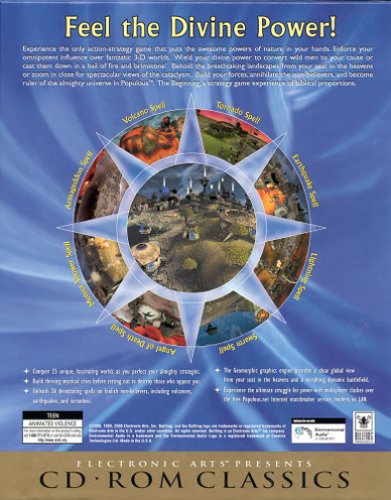 Feel the Divine Power!
Experience the only action-strategy game that puts the awesome powers of nature in your hands. Enforce your
omnipotent influence over fantastic 3-D worlds. Wield your divine power to convert wild men to your cause or
cast them down in a hail of fire and brimstone! Behold the breathtaking landscapes from your seat in the heavens
or zoom in close for spectacular views of the cataclysm. Build your forces, annihilate the non-believers, and become
ruler of the almighty universe in Populous™: The Beginning's strategy game experience of biblical proportions.
Volcano Spell
Tornado Spell
Armageddon Spell
Earthquake Spell
Lightning Spell
Angel of Death Spell
Swarm Spell
Conquer 25 unique, fascinating worlds as you perfect your almighty strategies.
Build thriving mystical cities before setting out to destroy those who oppose you.
Unleash 26 devastating spells on foolish non-believers, including volcanoes,
earthquakes, and tornadoes.
The Geomorphic graphics engine provides a clear global view
from your seat in the heavens and a morphing dynamic battlefield.
Experience the ultimate struggle for power with multiplayer clashes over
the free Populous.net Internet matchmaker service, modem, or LAN.
TEEN
ANIMATED VIOLENCE
Environmental
Audio
BULLFROG
ELECTRONIC ARTS PRESENTS
CD-ROM CLASSICS